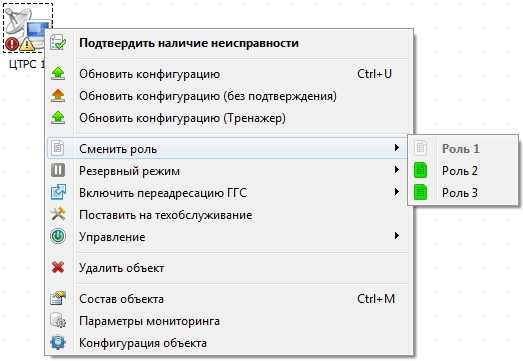 ЦТРС 1
Подтвердить наличие неисправности
Обновить конфигурацию Ctrl+U
Обновить конфигурацию (без подтверждения)
Обновить конфигурацию (Тренажер)
Сменить роль
Роль 1
Резервный режим
Роль 2
Включить переадресацию ГГС
Роль 3
Поставить на техобслуживание
Управление
Удалить объект
Состав объекта Ctrl+M
Параметры мониторинга
Конфигурация объекта